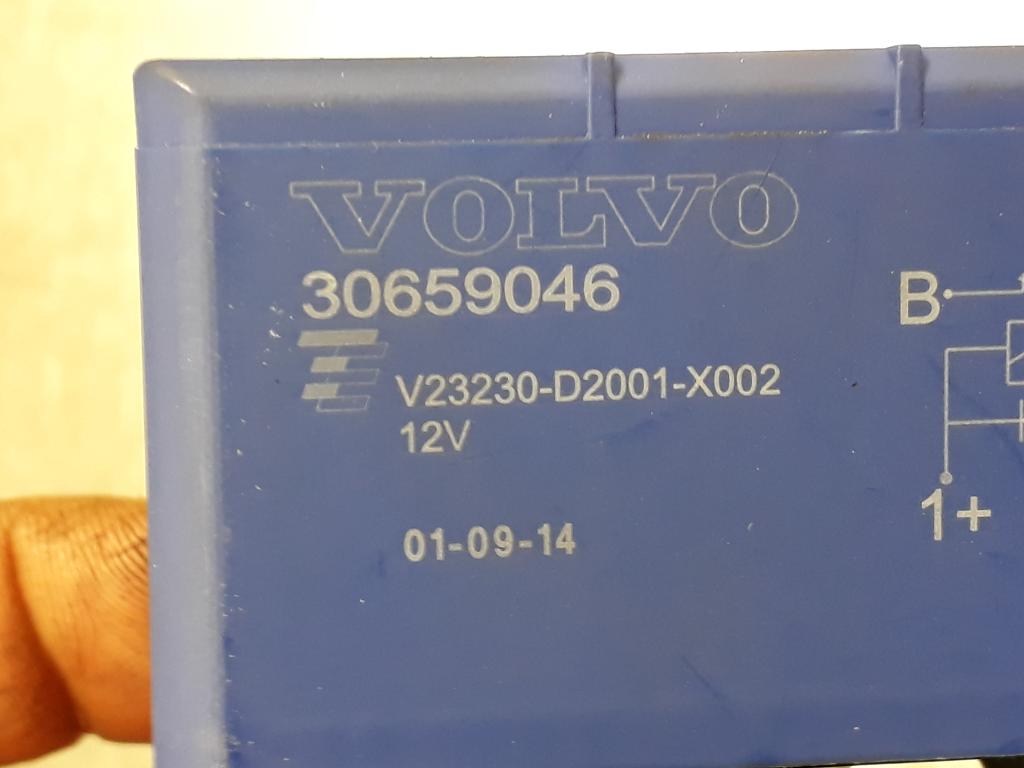 VOLVO
30659046
V23230-D2001-X002
12V
01-09-14
B
1+